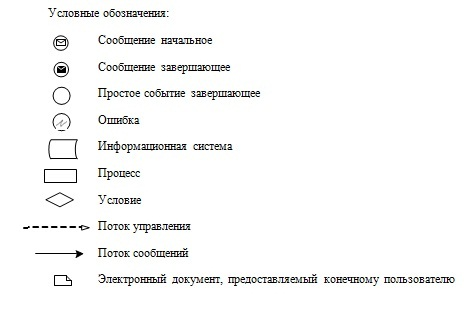 Условные обозначения:
Сообщение начальное
Сообщение завершающее
Простое событие завершающее
Ошибка
Информационная система
Процесс
Условие
Поток управления
Поток сообщений
Электронный документ, предоставляемый конечному пользователю